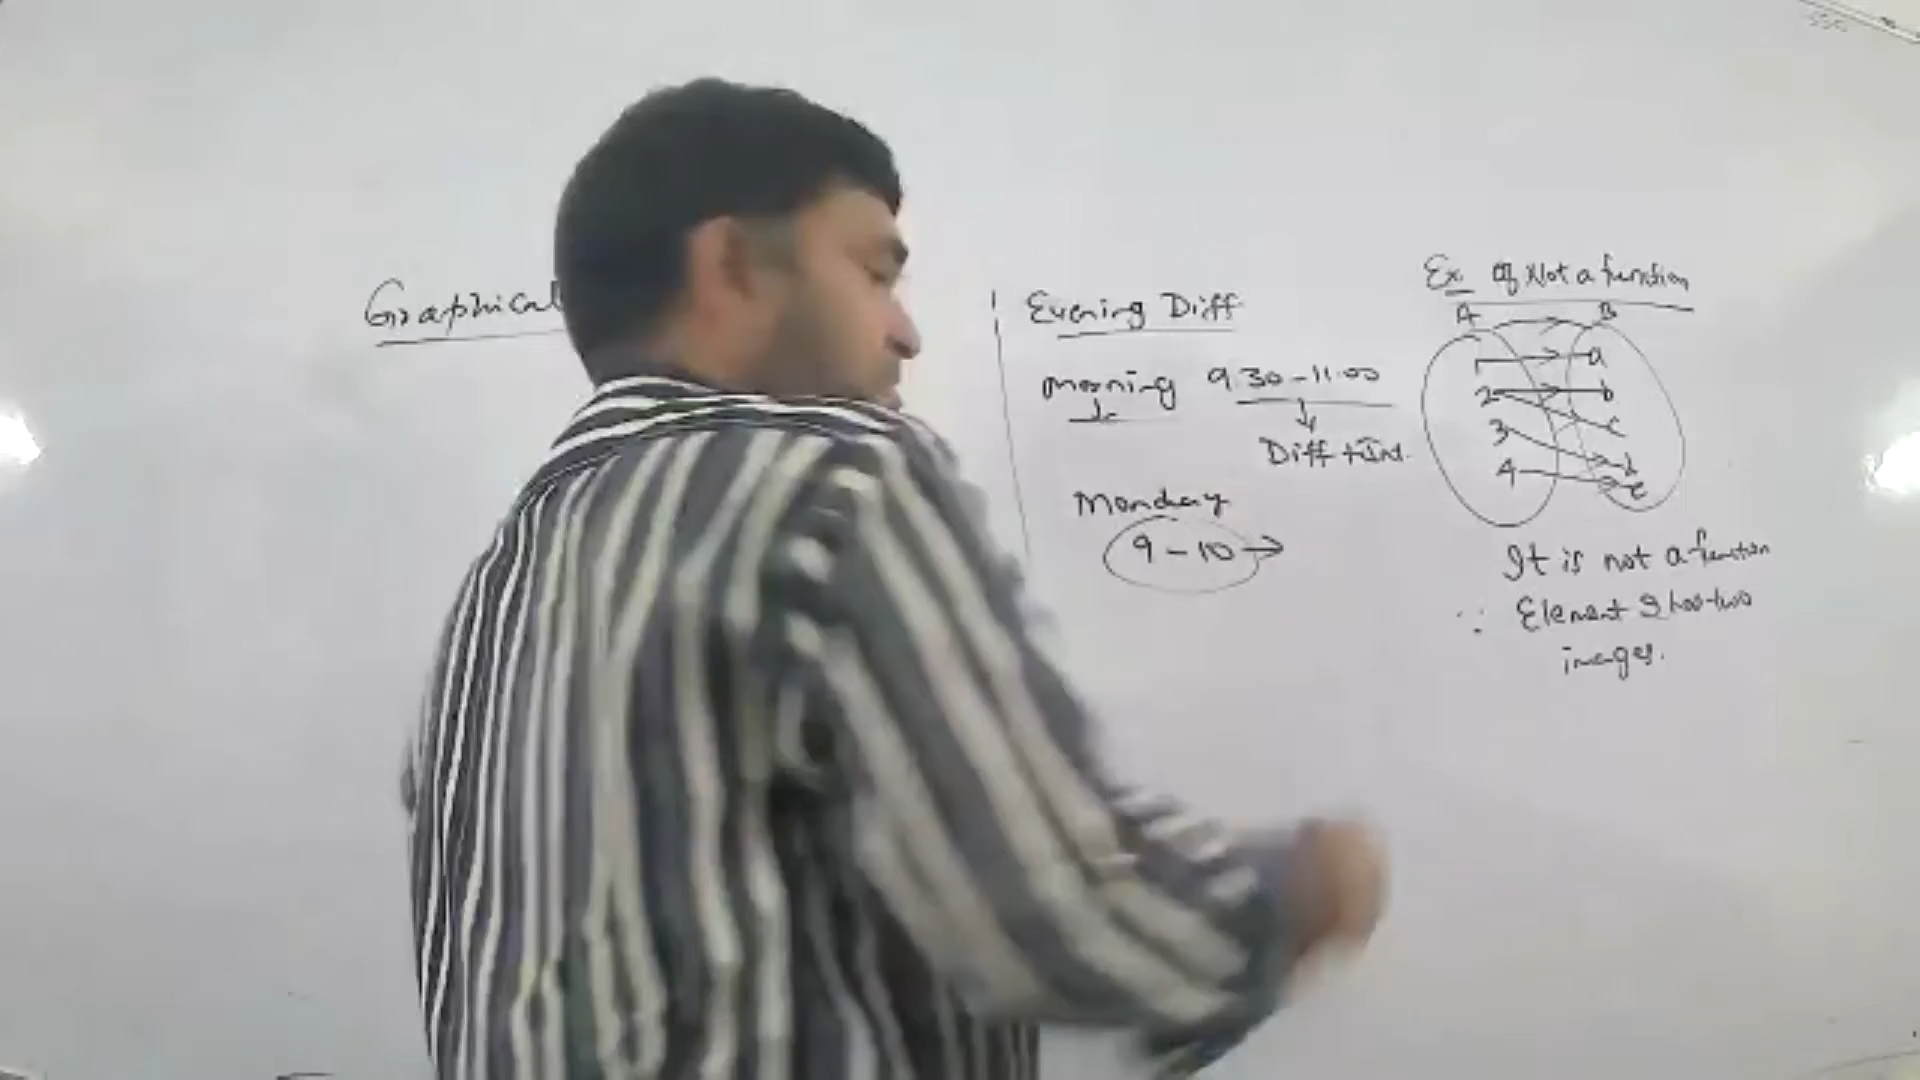 Graphical
Evening Diff
Morning 9.30-11.00
Diff + Int.
Monday
9-10 →
Ex. Of Not a function
A B
1 a
2 b
c
3 d
4 e
It is not a function
∵ Element 2 has two
images.